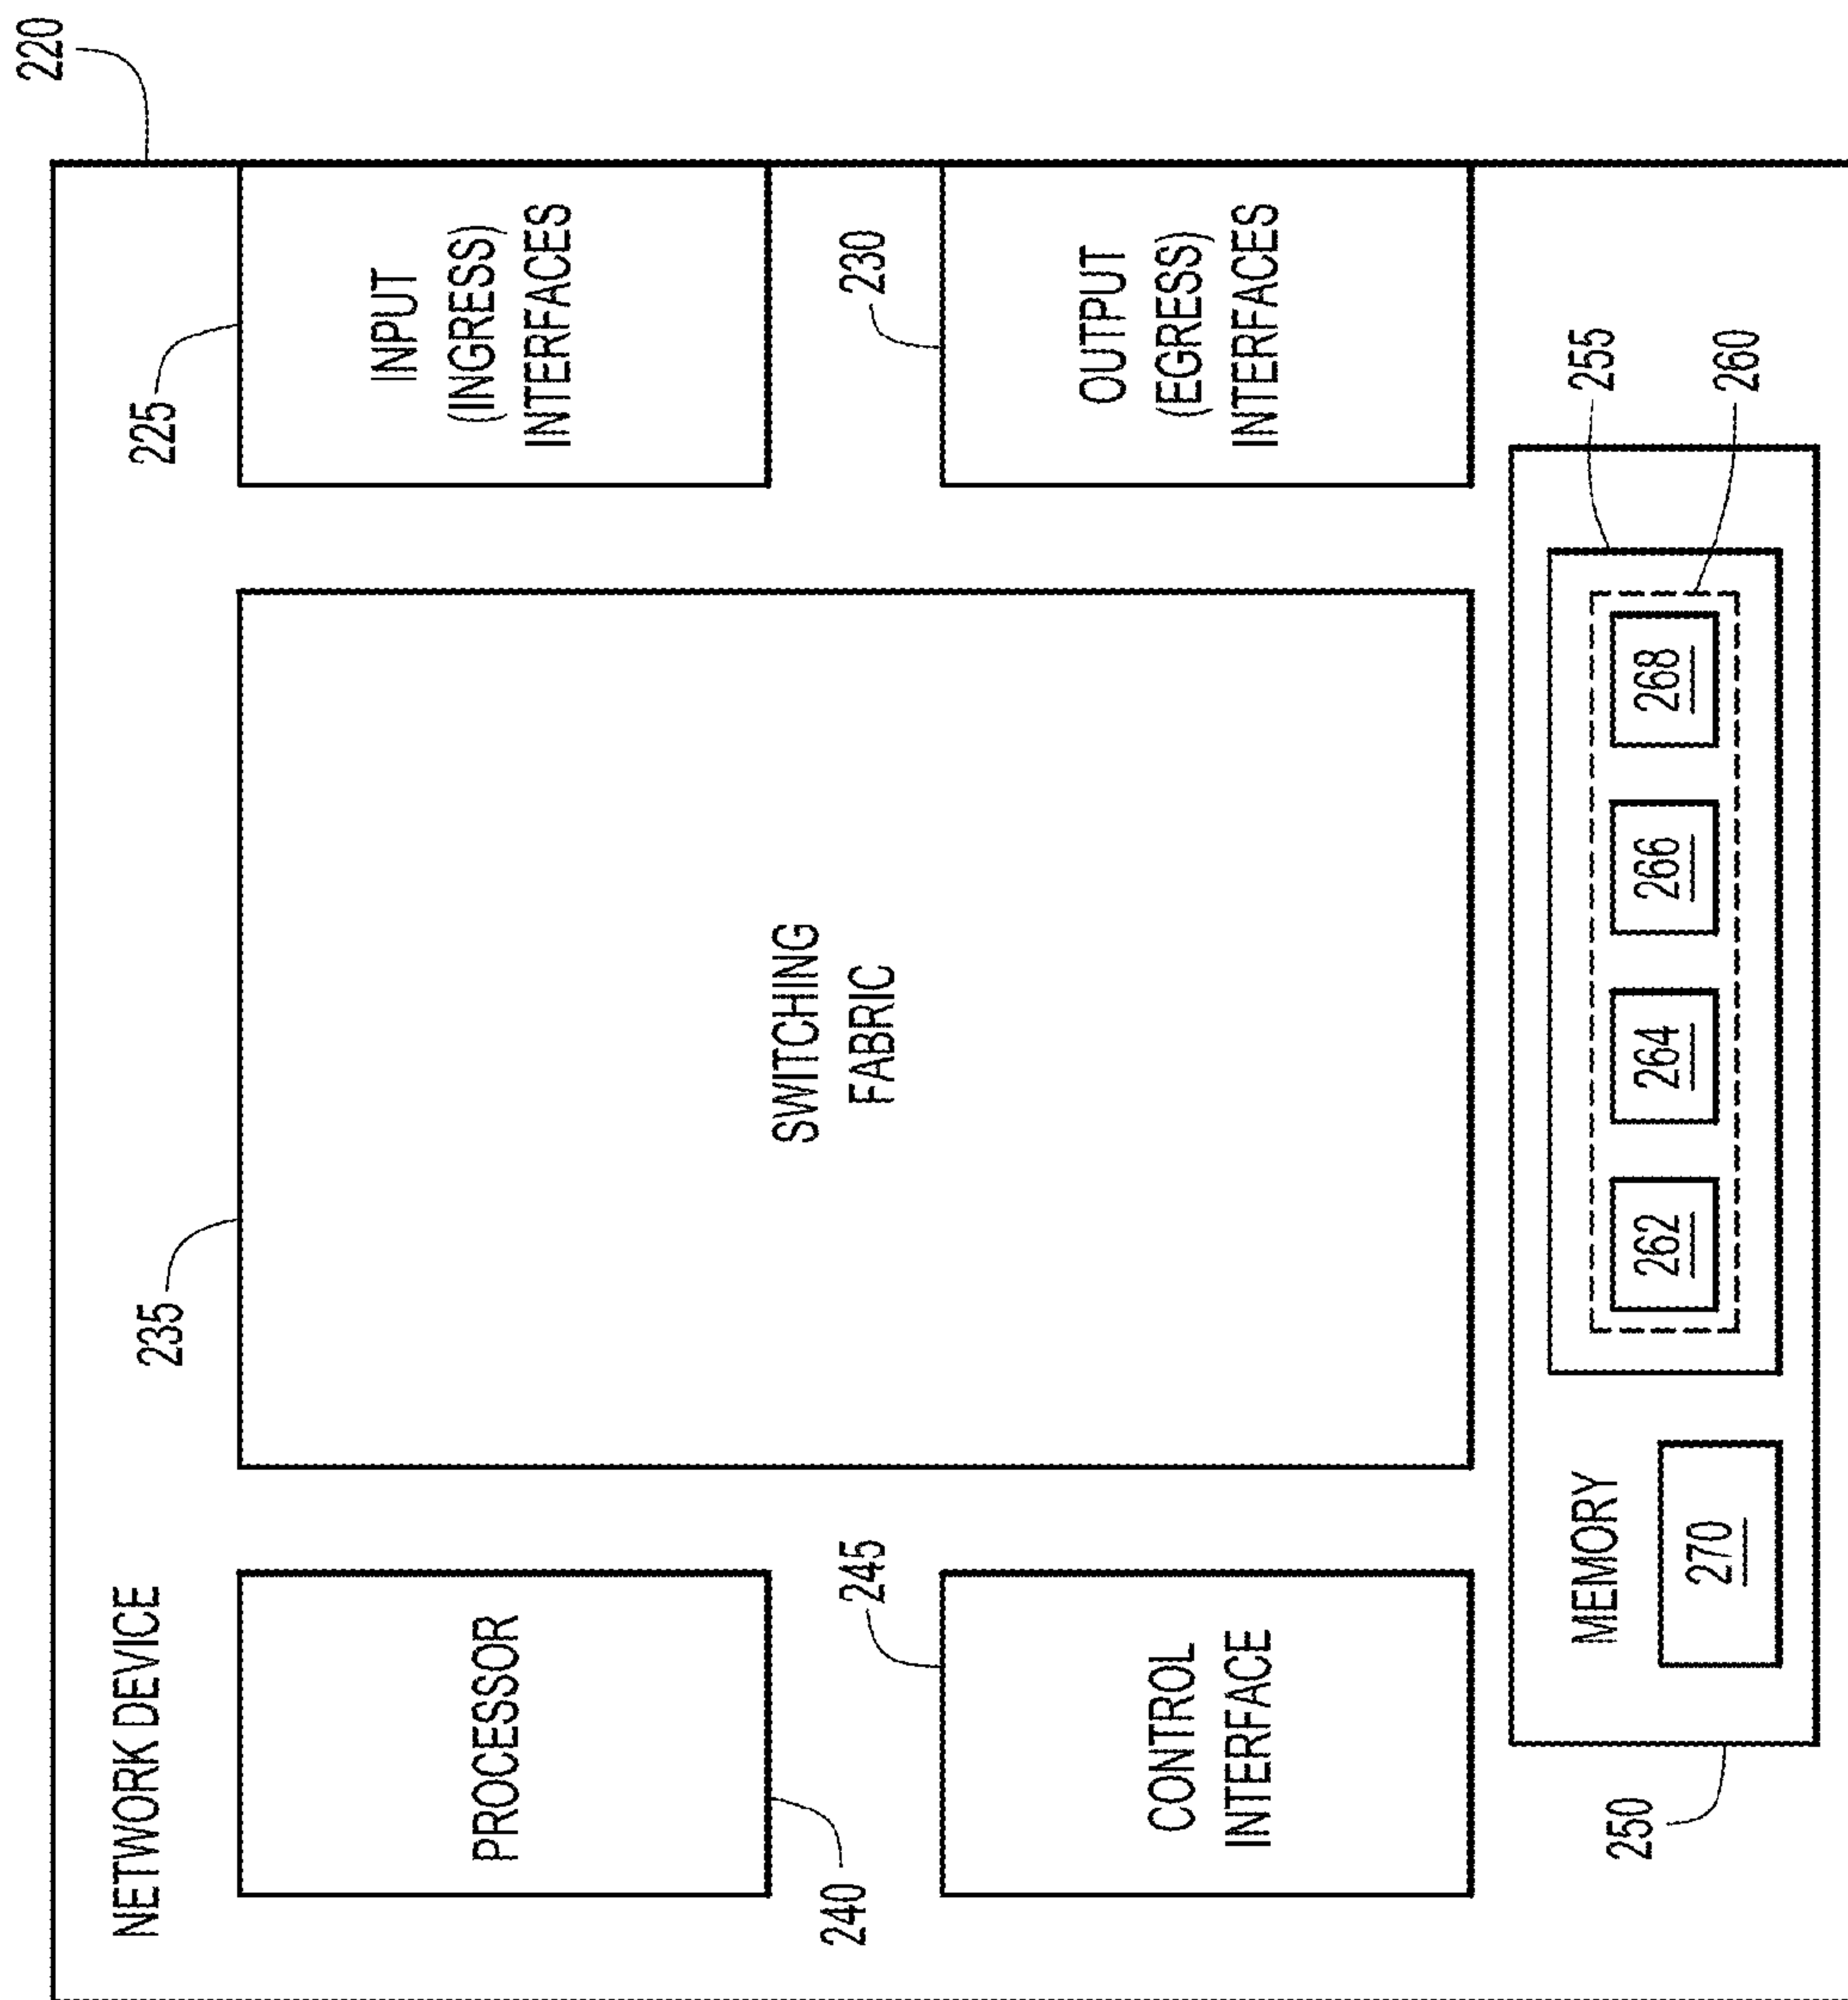 220
NETWORK DEVICE
235
225
PROCESSOR
SWITCHING
FABRIC
INPUT
(INGRESS)
INTERFACES
240
245
230
CONTROL
INTERFACE
OUTPUT
(EGRESS)
INTERFACES
250
MEMORY
270
262
264
266
268
255
260